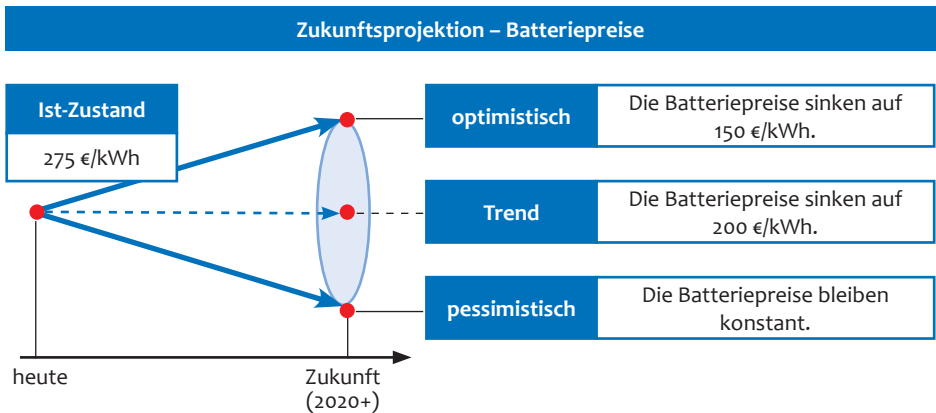 Zukunftsprojektion – Batteriepreise
Ist-Zustand
275 €/kWh
optimistisch
Die Batteriepreise sinken auf
150 €/kWh.
Trend
Die Batteriepreise sinken auf
200 €/kWh.
pessimistisch
Die Batteriepreise bleiben
konstant.
heute
Zukunft
(2020+)